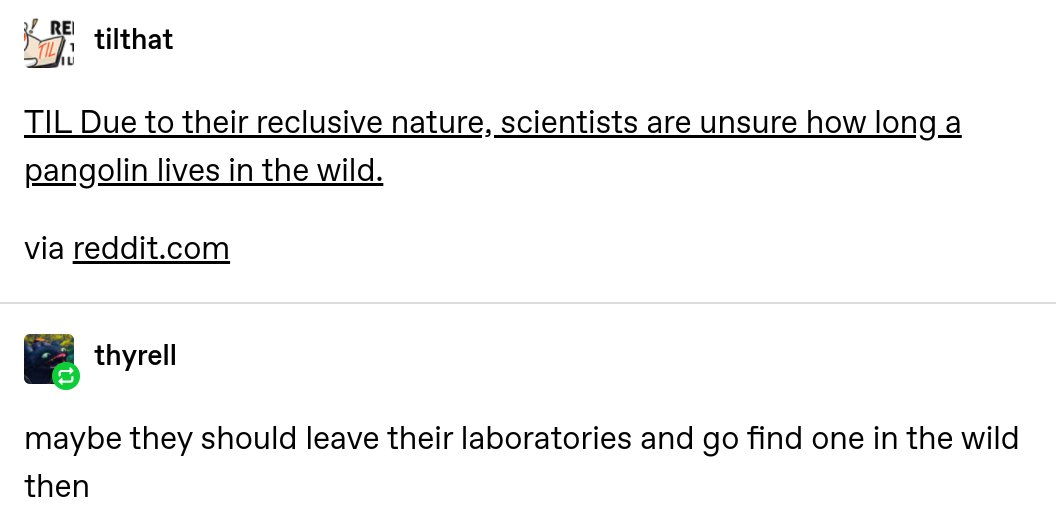 tilthat
TIL Due to their reclusive nature, scientists are unsure how long a
pangolin lives in the wild.
via reddit.com
thyrell
maybe they should leave their laboratories and go find one in the wild
then